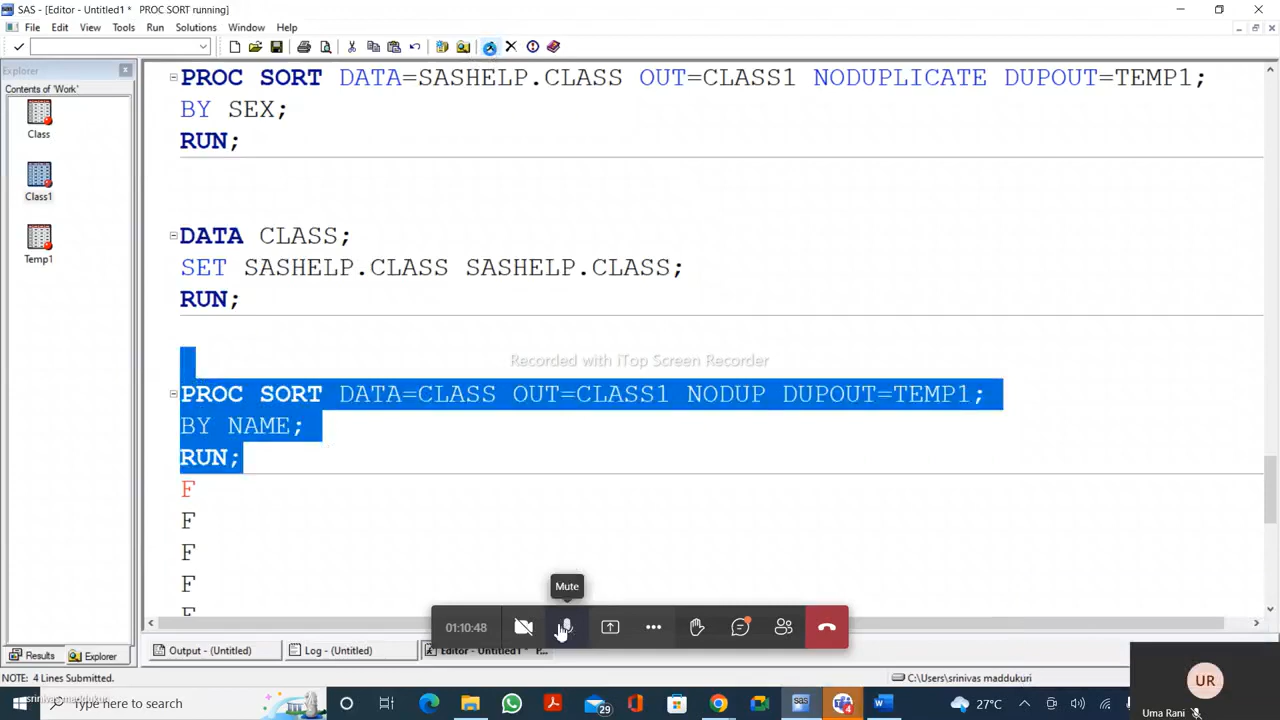 SAS - [Editor - Untitled1 * PROC SORT running]
File Edit View Tools Run Solutions Window Help
Explorer
Contents of 'Work'
Class
Class1
Temp1
PROC SORT DATA=SASHELP.CLASS OUT=CLASS1 NODUPLICATE DUPOUT=TEMP1;
BY SEX;
RUN;
DATA CLASS;
SET SASHELP.CLASS SASHELP.CLASS;
RUN;
Recorded with iTop Screen Recorder
PROC SORT DATA=CLASS OUT=CLASS1 NODUP DUPOUT=TEMP1;
BY NAME;
RUN;
F
F
F
F
F
Mute
01:10:48
Results Explorer
Output - (Untitled) Log - (Untitled) Editor - Untitled1 * P...
NOTE: 4 Lines Submitted.
C:\Users\srinivas maddukuri
UR
Uma Rani
srinivas maddukuri
Type here to search
29
4
27°C